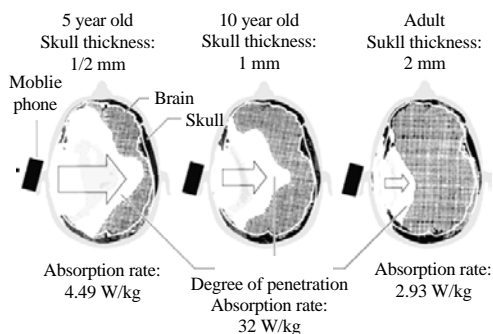 5 year old
Skull thickness:
1/2 mm
10 year old
Skull thickness:
1 mm
Adult
Sukll thickness:
2 mm
Moblie
phone
Brain
Skull
Absorption rate:
4.49 W/kg
Degree of penetration
Absorption rate:
32 W/kg
Absorption rate:
2.93 W/kg